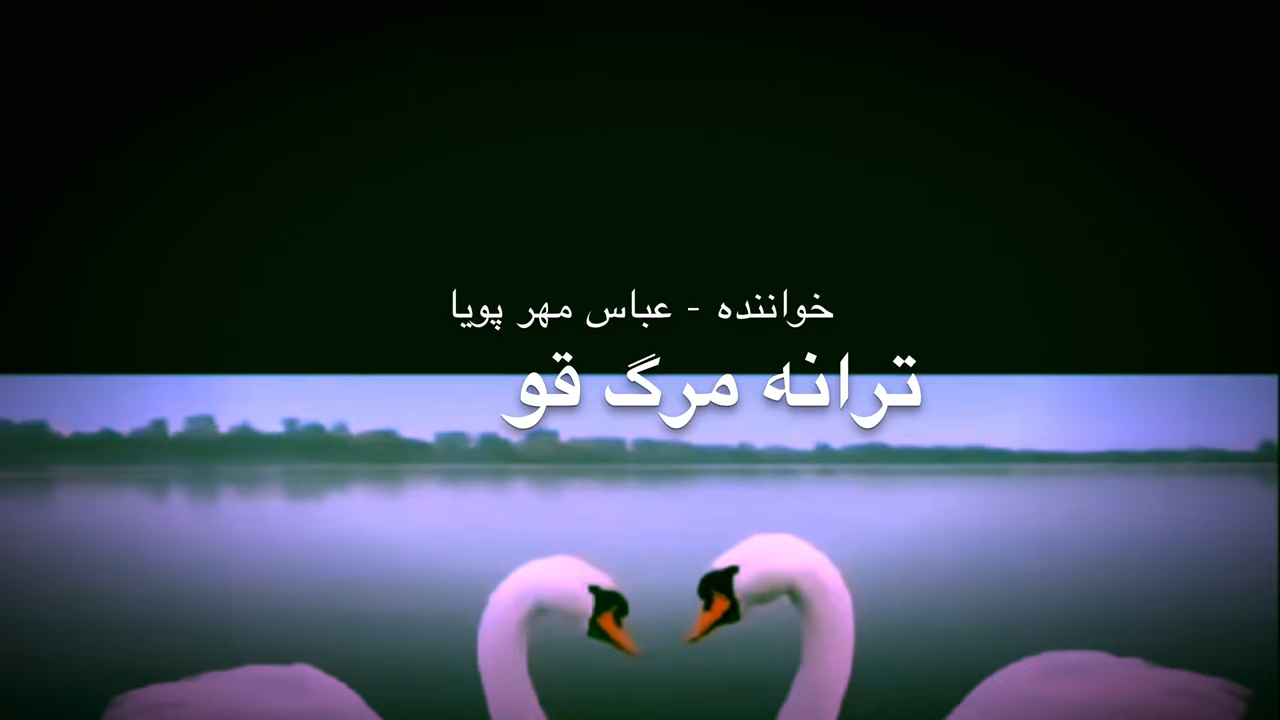 خواننده - عباس مهر پویا
ترانه مرگ قو